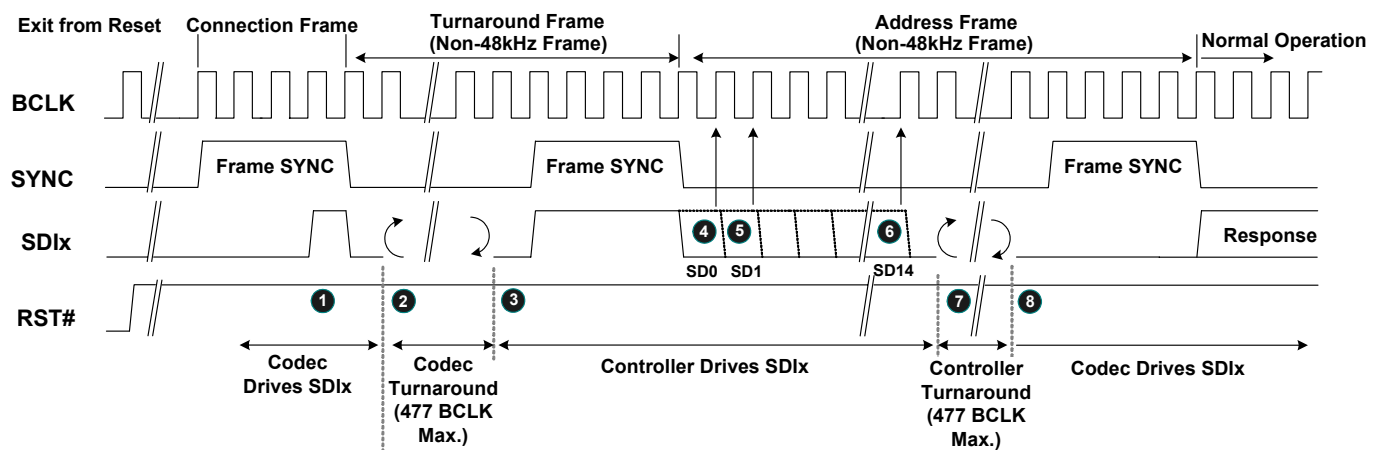 Exit from Reset
Connection Frame
Turnaround Frame
(Non-48kHz Frame)
Address Frame
(Non-48kHz Frame)
Normal Operation
BCLK
SYNC
Frame SYNC
Frame SYNC
Frame SYNC
SDIx
4
5
6
Response
SD0
SD1
SD14
RST#
1
2
3
7
8
Codec
Drives SDIx
Codec
Turnaround
(477 BCLK
Max.)
Controller Drives SDIx
Controller
Turnaround
(477 BCLK
Max.)
Codec Drives SDIx